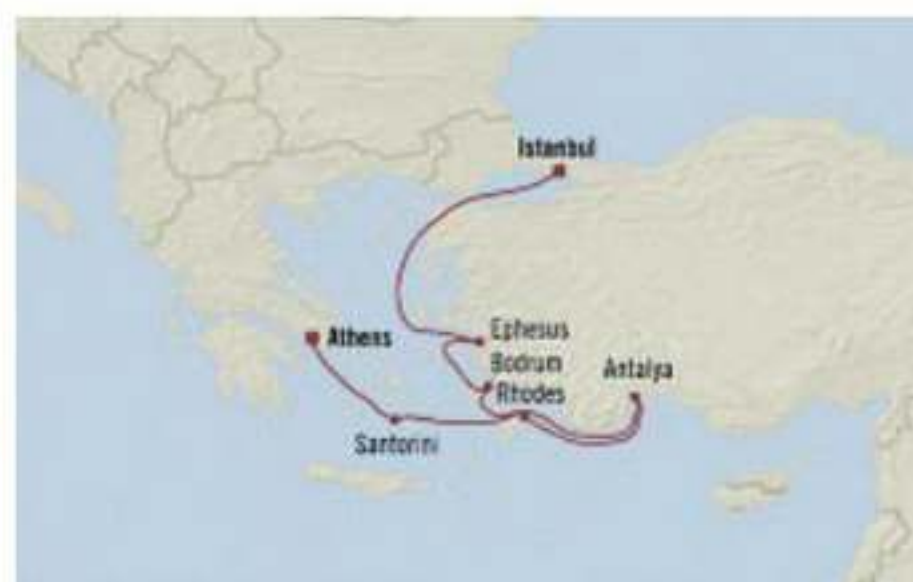 Istanbul
Ephesus
Athens
Bodrum
Antalya
Rhodes
Santorini